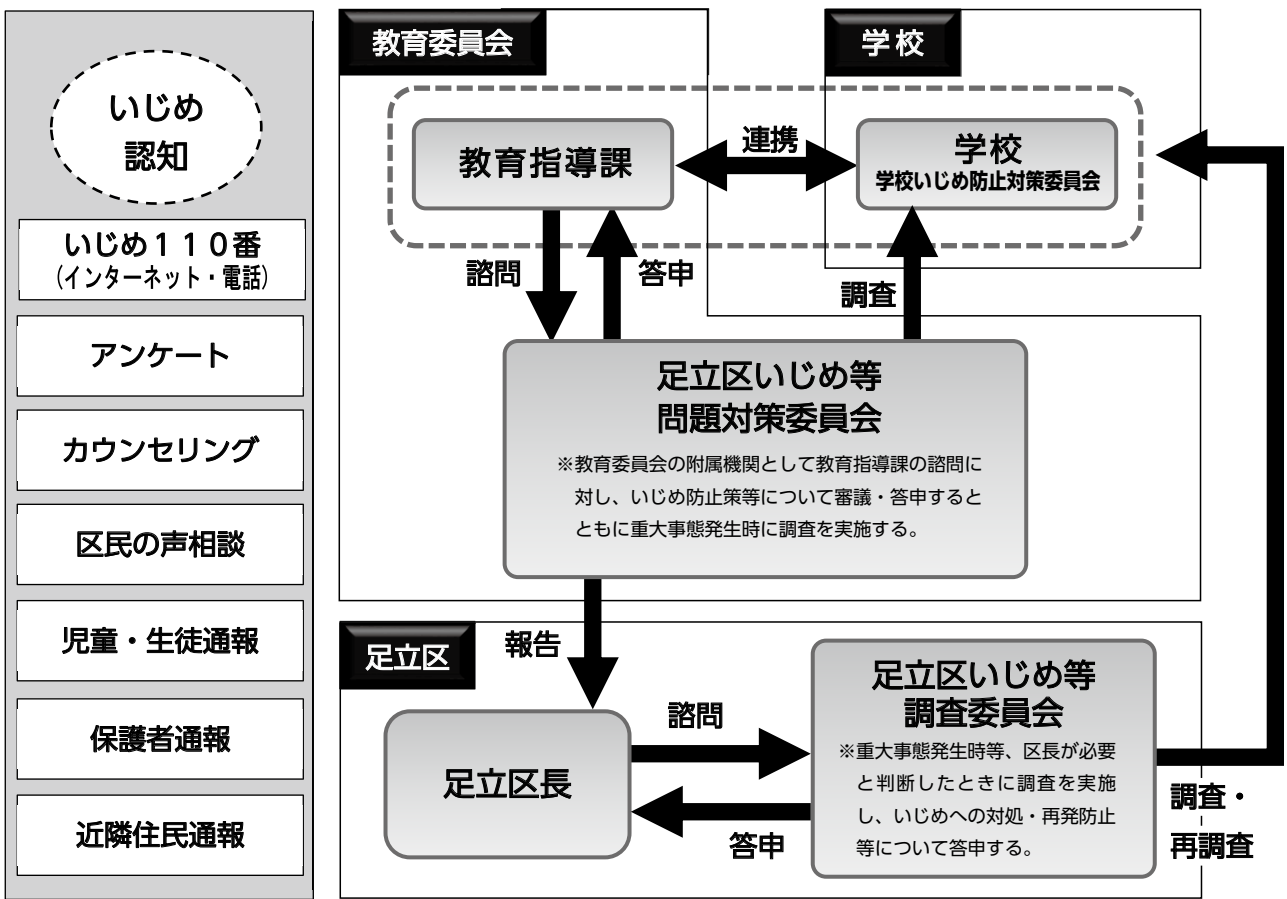 いじめ
認知
いじめ１１０番
(インターネット・電話)
アンケート
カウンセリング
区民の声相談
児童・生徒通報
保護者通報
近隣住民通報
教育委員会
学校
教育指導課
連携
学校
学校いじめ防止対策委員会
諮問
答申
調査
足立区いじめ等
問題対策委員会
※教育委員会の附属機関として教育指導課の諮問に
対し、いじめ防止策等について審議・答申すると
ともに重大事態発生時に調査を実施する。
足立区
報告
足立区長
諮問
答申
足立区いじめ等
調査委員会
※重大事態発生時等、区長が必要
と判断したときに調査を実施
し、いじめへの対処・再発防止
等について答申する。
調査・
再調査